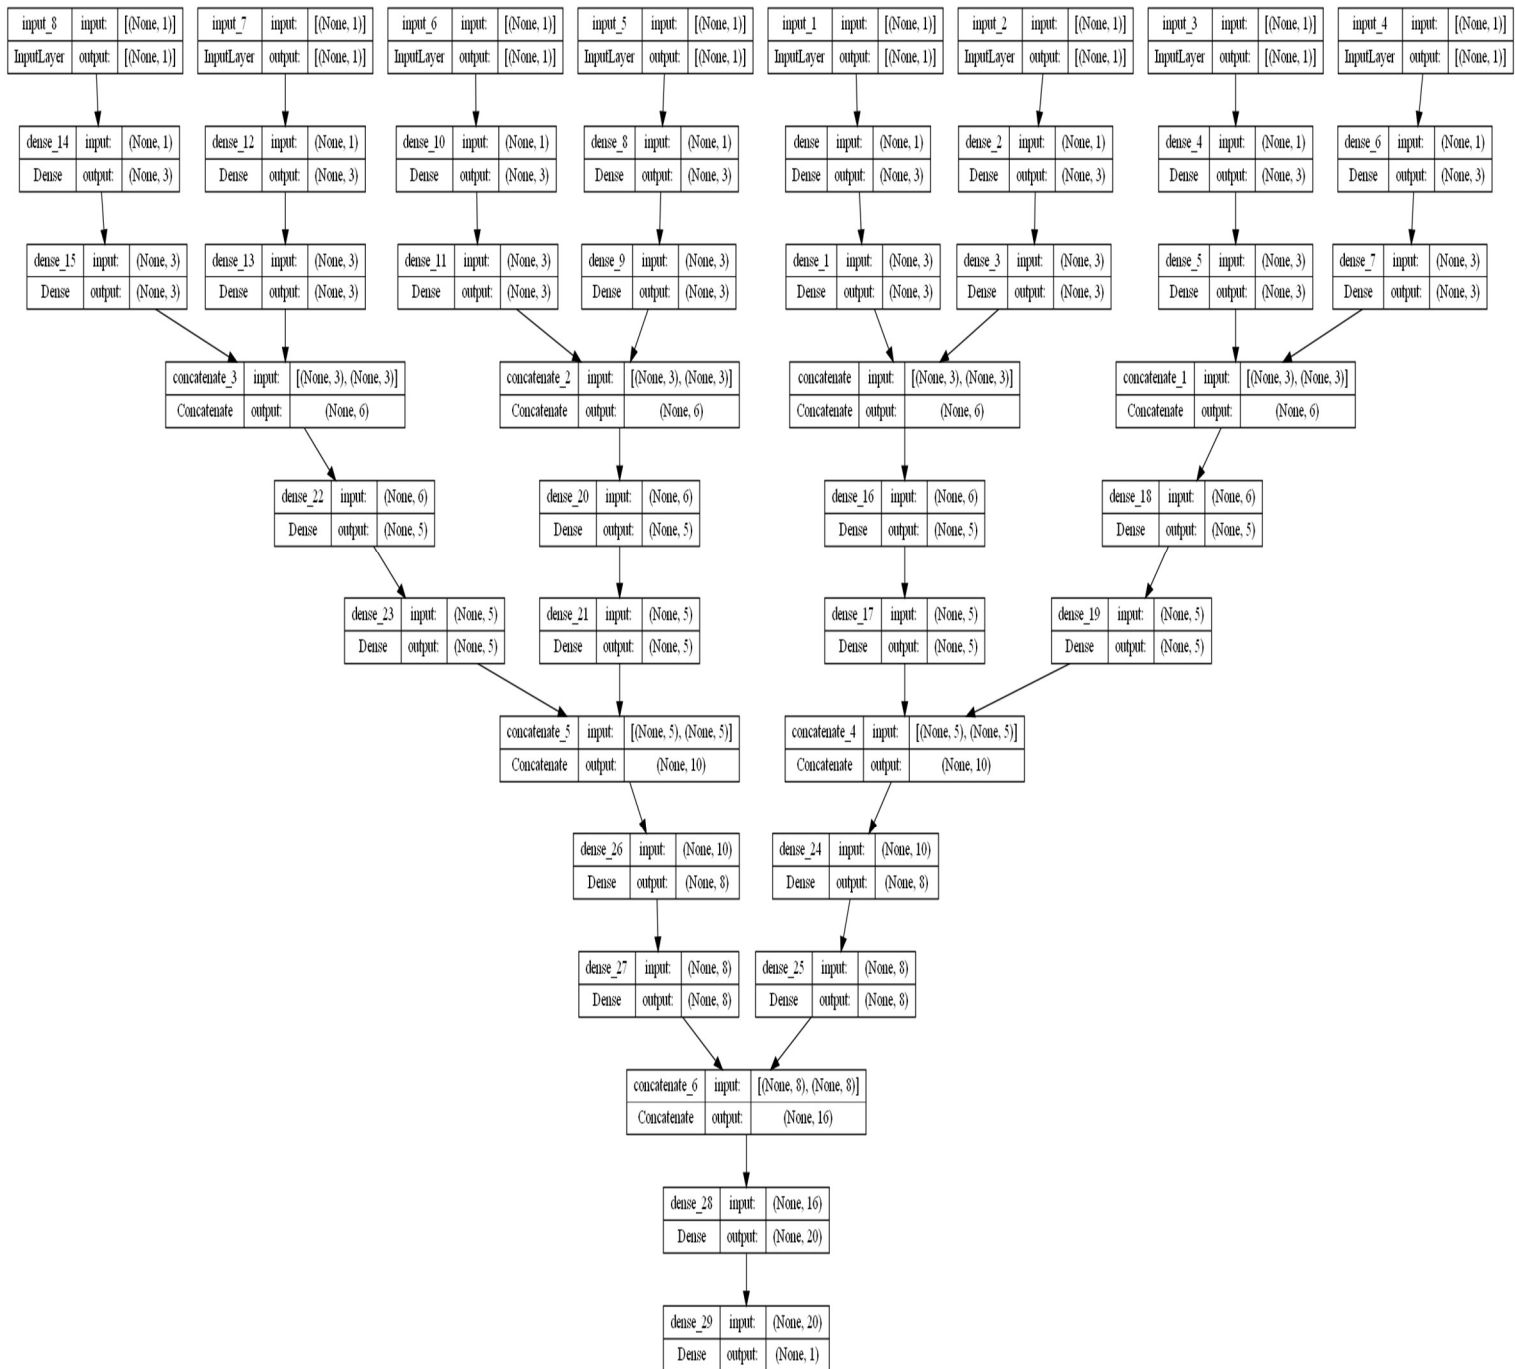 input_8 input: [(None, 1)] input_7 input: [(None, 1)] input_6 input: [(None, 1)] input_5 input: [(None, 1)] input_1 input: [(None, 1)] input_2 input: [(None, 1)] input_3 input: [(None, 1)] input_4 input: [(None, 1)]
InputLayer output: [(None, 1)] InputLayer output: [(None, 1)] InputLayer output: [(None, 1)] InputLayer output: [(None, 1)] InputLayer output: [(None, 1)] InputLayer output: [(None, 1)] InputLayer output: [(None, 1)] InputLayer output: [(None, 1)]
dense_14 input: (None, 1) dense_12 input: (None, 1) dense_10 input: (None, 1) dense_8 input: (None, 1) dense input: (None, 1) dense_2 input: (None, 1) dense_4 input: (None, 1) dense_6 input: (None, 1)
Dense output: (None, 3) Dense output: (None, 3) Dense output: (None, 3) Dense output: (None, 3) Dense output: (None, 3) Dense output: (None, 3) Dense output: (None, 3) Dense output: (None, 3)
dense_15 input: (None, 3) dense_13 input: (None, 3) dense_11 input: (None, 3) dense_9 input: (None, 3) dense_1 input: (None, 3) dense_3 input: (None, 3) dense_5 input: (None, 3) dense_7 input: (None, 3)
Dense output: (None, 3) Dense output: (None, 3) Dense output: (None, 3) Dense output: (None, 3) Dense output: (None, 3) Dense output: (None, 3) Dense output: (None, 3) Dense output: (None, 3)
concatenate_3 input: [(None, 3), (None, 3)] concatenate_2 input: [(None, 3), (None, 3)] concatenate input: [(None, 3), (None, 3)] concatenate_1 input: [(None, 3), (None, 3)]
Concatenate output: (None, 6) Concatenate output: (None, 6) Concatenate output: (None, 6) Concatenate output: (None, 6)
dense_22 input: (None, 6) dense_20 input: (None, 6) dense_16 input: (None, 6) dense_18 input: (None, 6)
Dense output: (None, 5) Dense output: (None, 5) Dense output: (None, 5) Dense output: (None, 5)
dense_23 input: (None, 5) dense_21 input: (None, 5) dense_17 input: (None, 5) dense_19 input: (None, 5)
Dense output: (None, 5) Dense output: (None, 5) Dense output: (None, 5) Dense output: (None, 5)
concatenate_5 input: [(None, 5), (None, 5)] concatenate_4 input: [(None, 5), (None, 5)]
Concatenate output: (None, 10) Concatenate output: (None, 10)
dense_26 input: (None, 10) dense_24 input: (None, 10)
Dense output: (None, 8) Dense output: (None, 8)
dense_27 input: (None, 8) dense_25 input: (None, 8)
Dense output: (None, 8) Dense output: (None, 8)
concatenate_6 input: [(None, 8), (None, 8)]
Concatenate output: (None, 16)
dense_28 input: (None, 16)
Dense output: (None, 20)
dense_29 input: (None, 20)
Dense output: (None, 1)